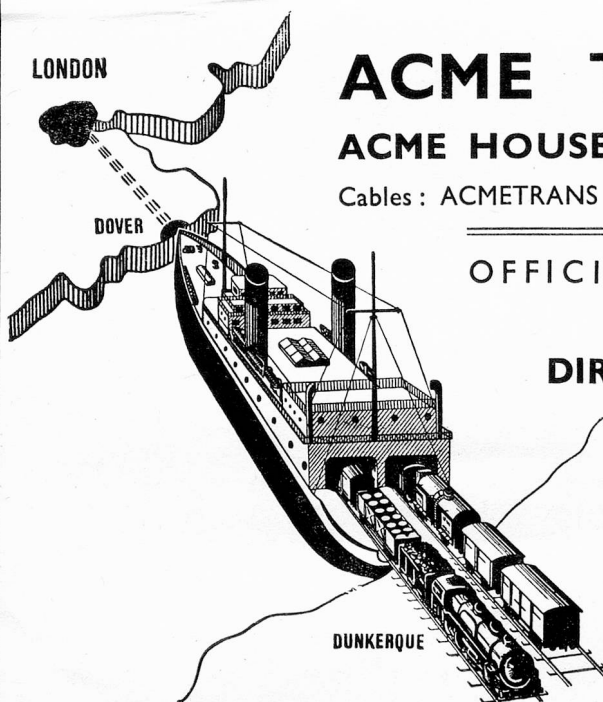 LONDON
ACME T
ACME HOUSE
Cables : ACMETRANS
DOVER
OFFICI
DIR
DUNKERQUE